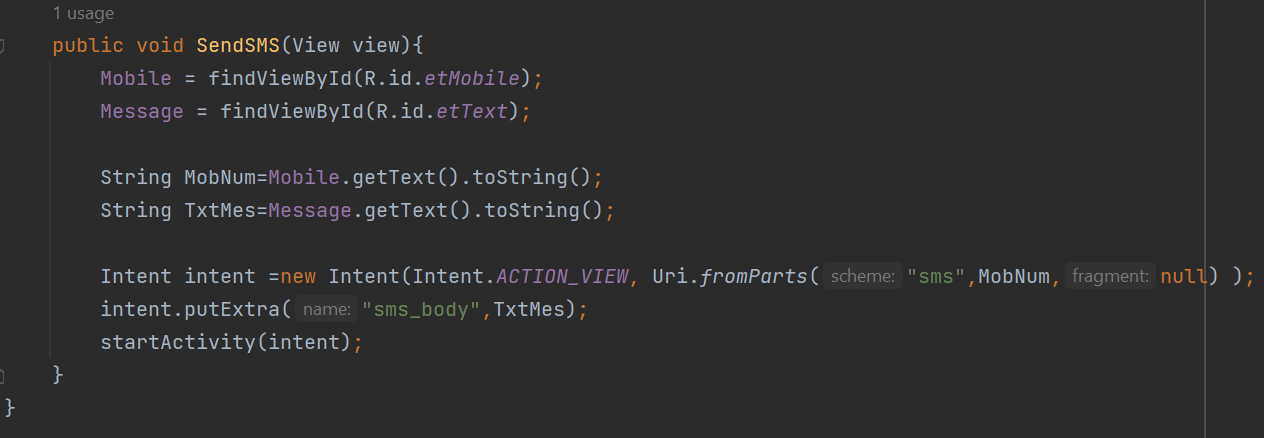 1 usage
public void SendSMS(View view){
Mobile = findViewById(R.id.etMobile);
Message = findViewById(R.id.etText);
String MobNum=Mobile.getText().toString();
String TxtMes=Message.getText().toString();
Intent intent =new Intent(Intent.ACTION_VIEW, Uri.fromParts( scheme: "sms",MobNum, fragment: null) );
intent.putExtra( name: "sms_body",TxtMes);
startActivity(intent);
}
}